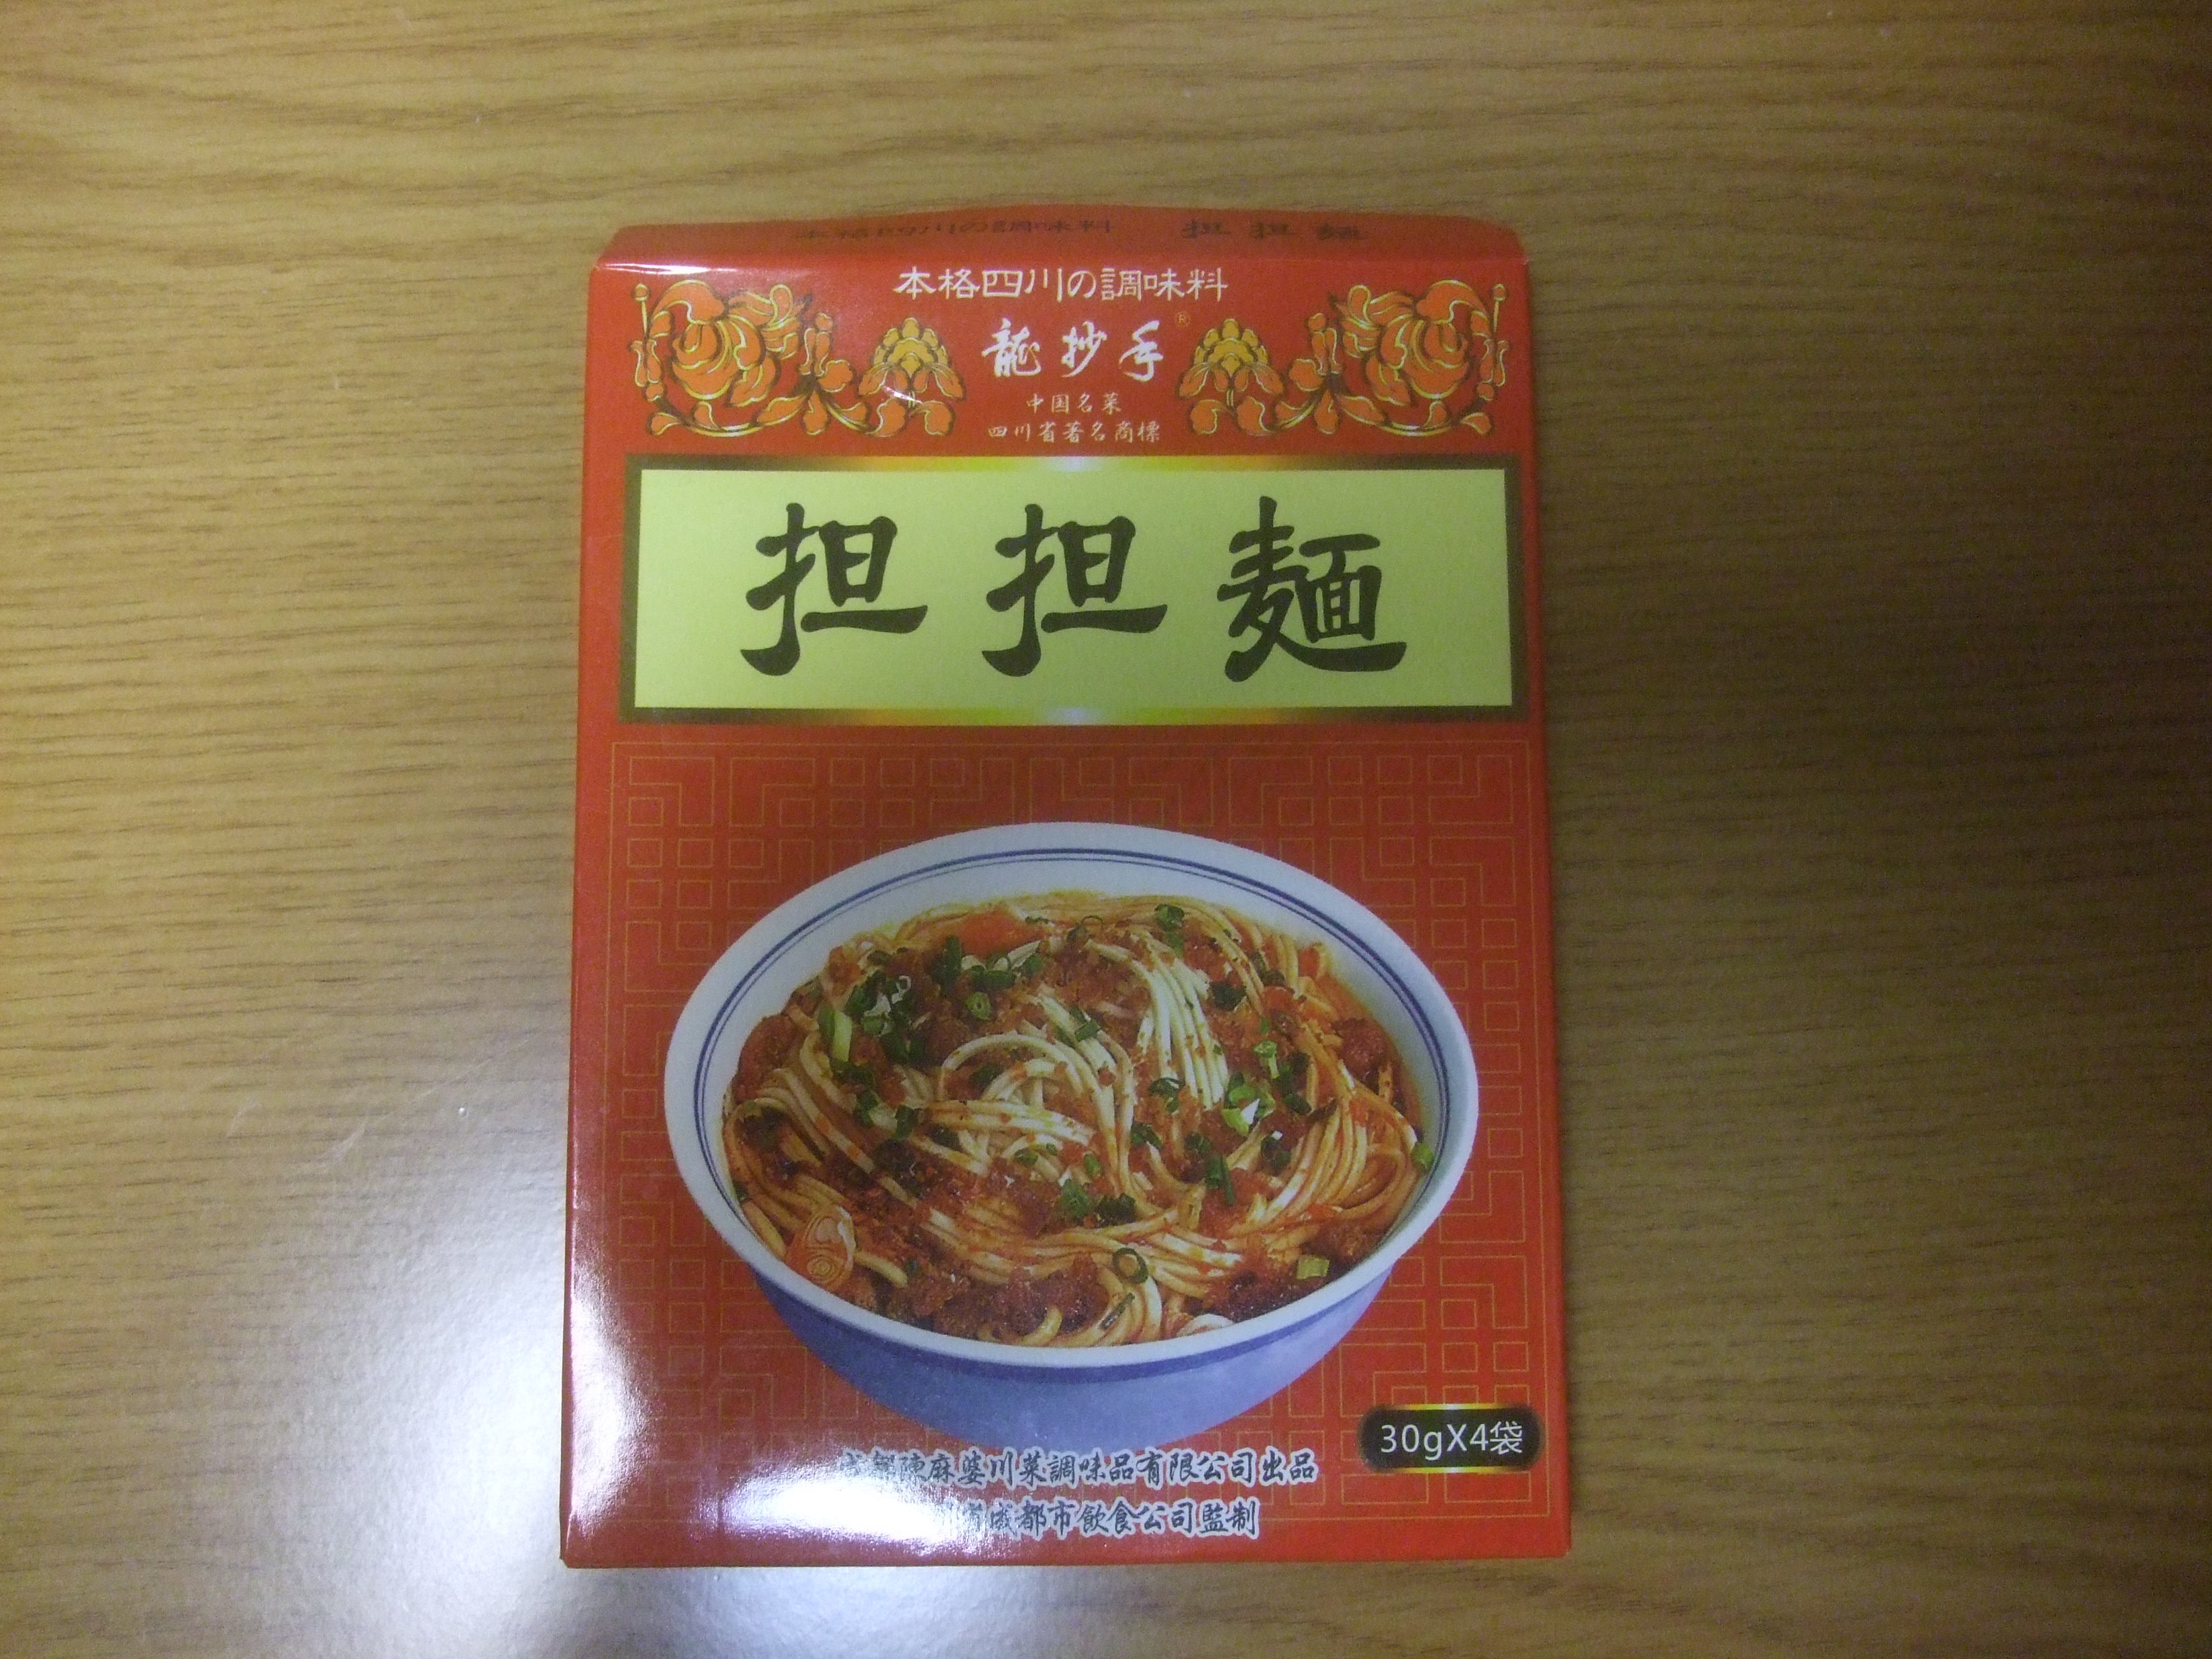 本格四川の調味料 担担麺
本格四川の調味料
龍抄手®
中国名菜
四川省著名商標
担担麺
30gX4袋
成都陳麻婆川菜調味品有限公司出品
成都市飲食公司監制